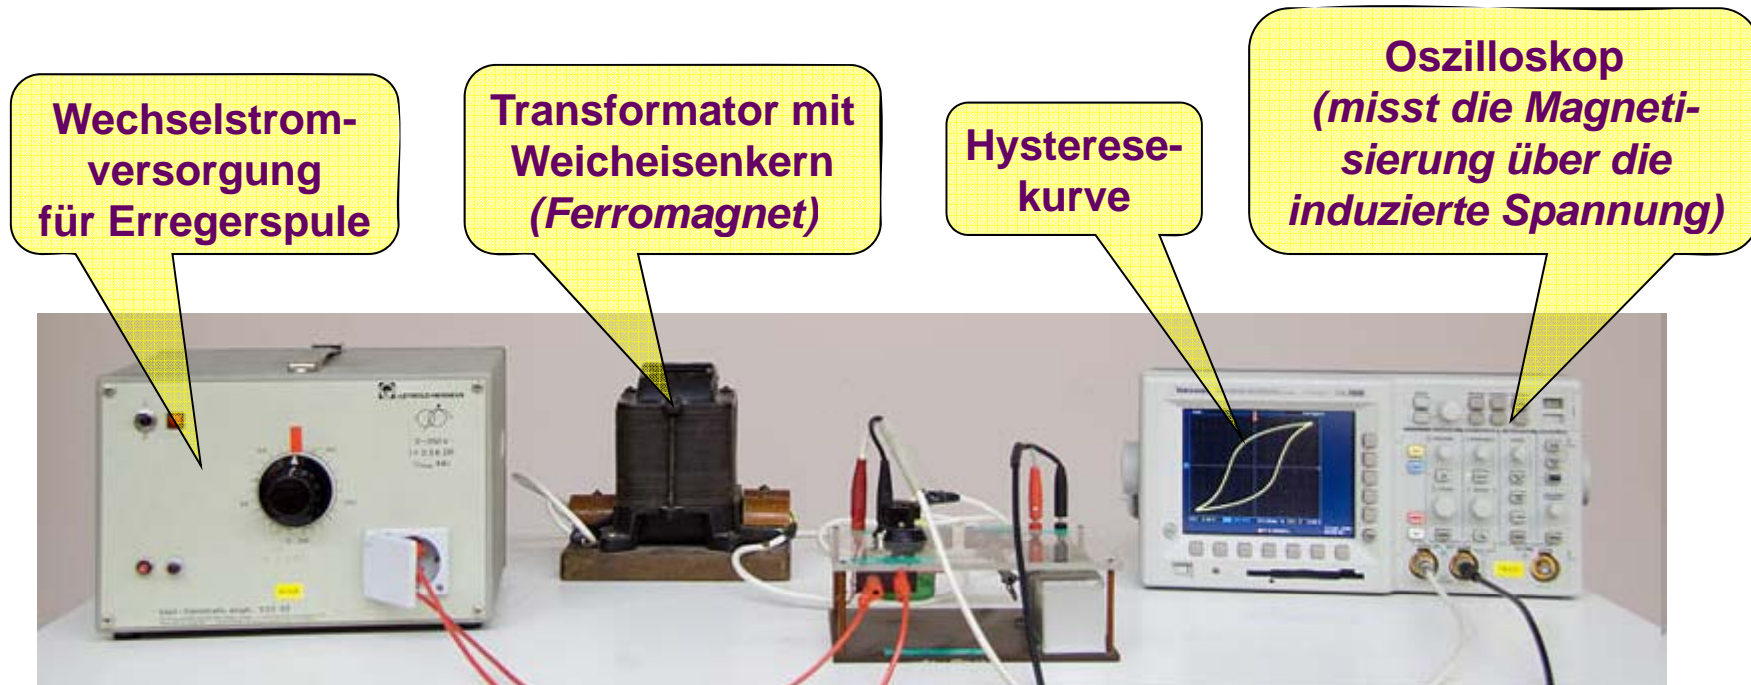 Wechselstrom-
versorgung
für Erregerspule
Transformator mit
Weicheisenkern
(Ferromagnet)
Hysterese-
kurve
Oszilloskop
(misst die Magneti-
sierung über die
induzierte Spannung)